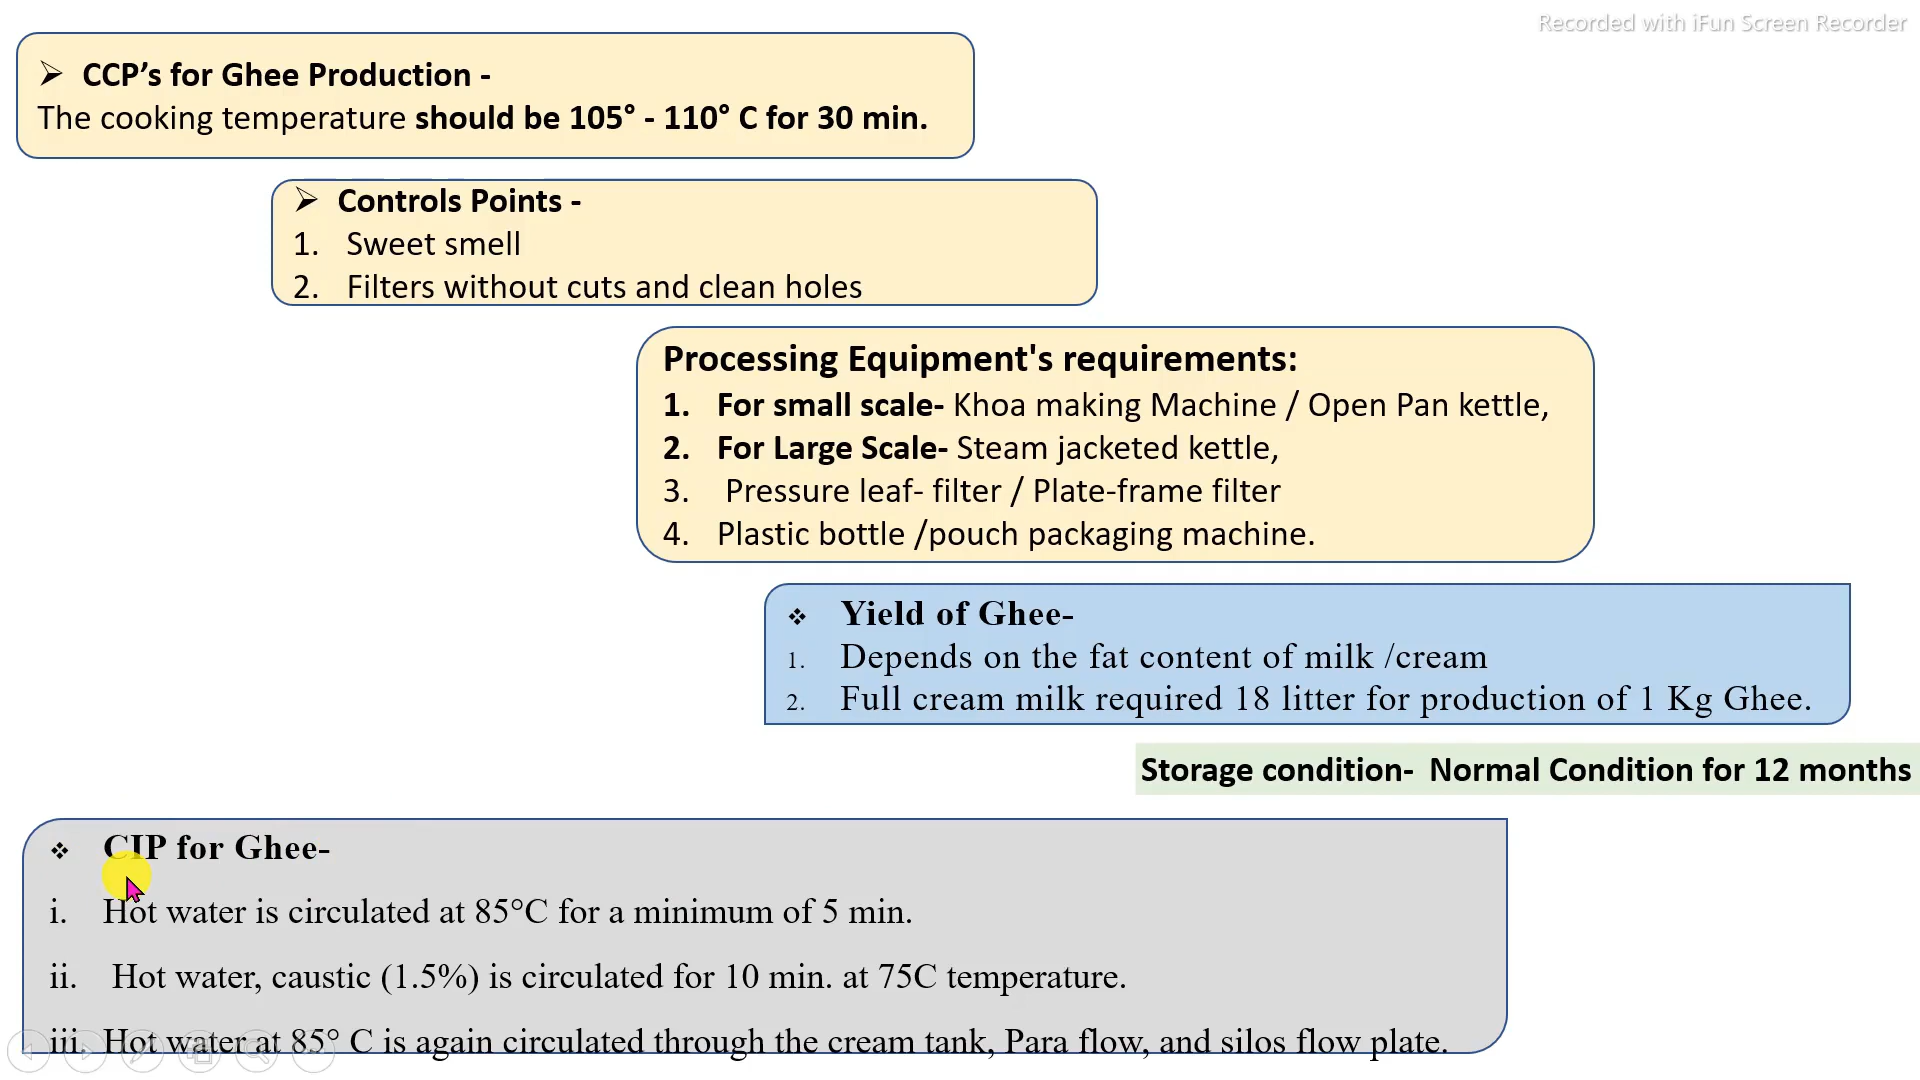 Recorded with iFun Screen Recorder
➢ CCP’s for Ghee Production -
The cooking temperature should be 105° - 110° C for 30 min.
➢ Controls Points -
1. Sweet smell
2. Filters without cuts and clean holes
Processing Equipment's requirements:
1. For small scale- Khoa making Machine / Open Pan kettle,
2. For Large Scale- Steam jacketed kettle,
3. Pressure leaf- filter / Plate-frame filter
4. Plastic bottle /pouch packaging machine.
❖ Yield of Ghee-
1. Depends on the fat content of milk /cream
2. Full cream milk required 18 litter for production of 1 Kg Ghee.
Storage condition- Normal Condition for 12 months
❖ CIP for Ghee-
i. Hot water is circulated at 85°C for a minimum of 5 min.
ii. Hot water, caustic (1.5%) is circulated for 10 min. at 75C temperature.
iii. Hot water at 85° C is again circulated through the cream tank, Para flow, and silos flow plate.